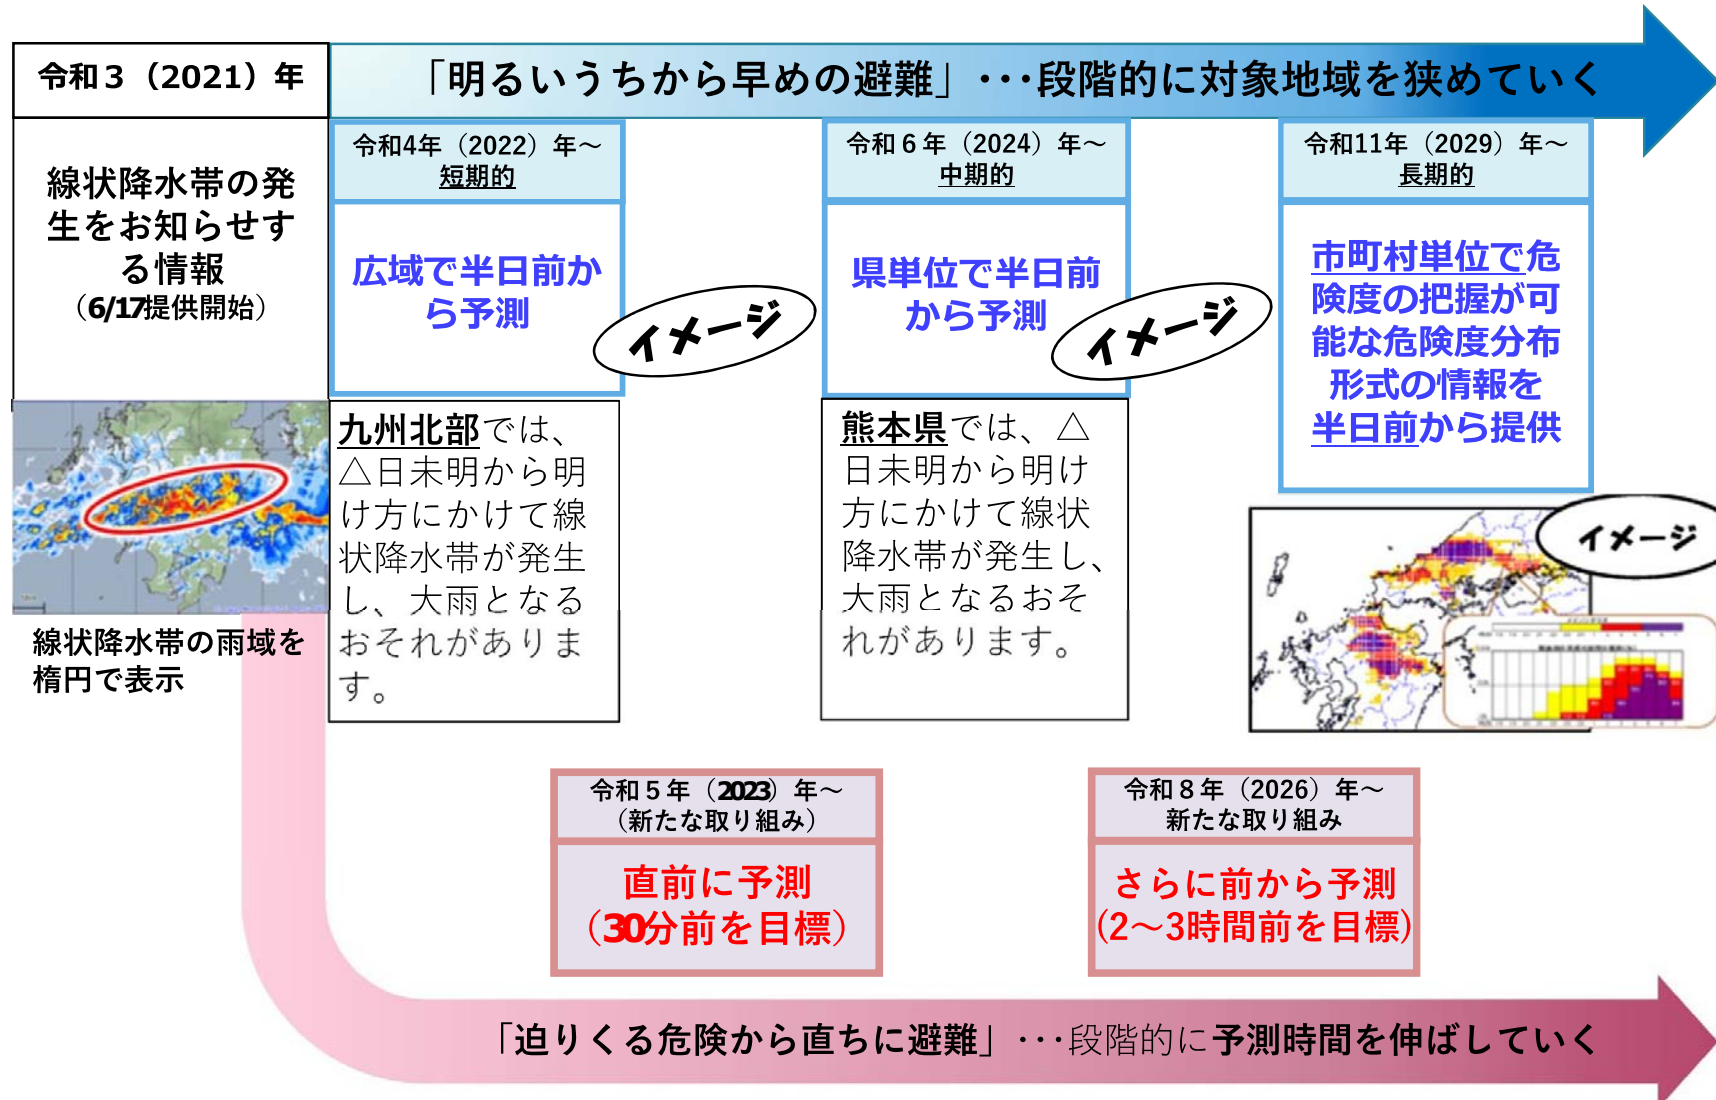 令和３（2021）年
「明るいうちから早めの避難」･･･段階的に対象地域を狭めていく
線状降水帯の発
生をお知らせす
る情報
（6/17提供開始）
線状降水帯の雨域を
楕円で表示
令和4年（2022）年～
短期的
広域で半日前か
ら予測
イメージ
九州北部では、
△日未明から明
け方にかけて線
状降水帯が発生
し、大雨となる
おそれがありま
す。
令和６年（2024）年～
中期的
県単位で半日前
から予測
イメージ
熊本県では、△
日未明から明け
方にかけて線状
降水帯が発生し、
大雨となるおそ
れがあります。
令和11年（2029）年～
長期的
市町村単位で危
険度の把握が可
能な危険度分布
形式の情報を
半日前から提供
イメージ
令和５年（2023）年～
（新たな取り組み）
直前に予測
（30分前を目標）
令和８年（2026）年～
新たな取り組み
さらに前から予測
(2～3時間前を目標)
「迫りくる危険から直ちに避難」･･･段階的に予測時間を伸ばしていく